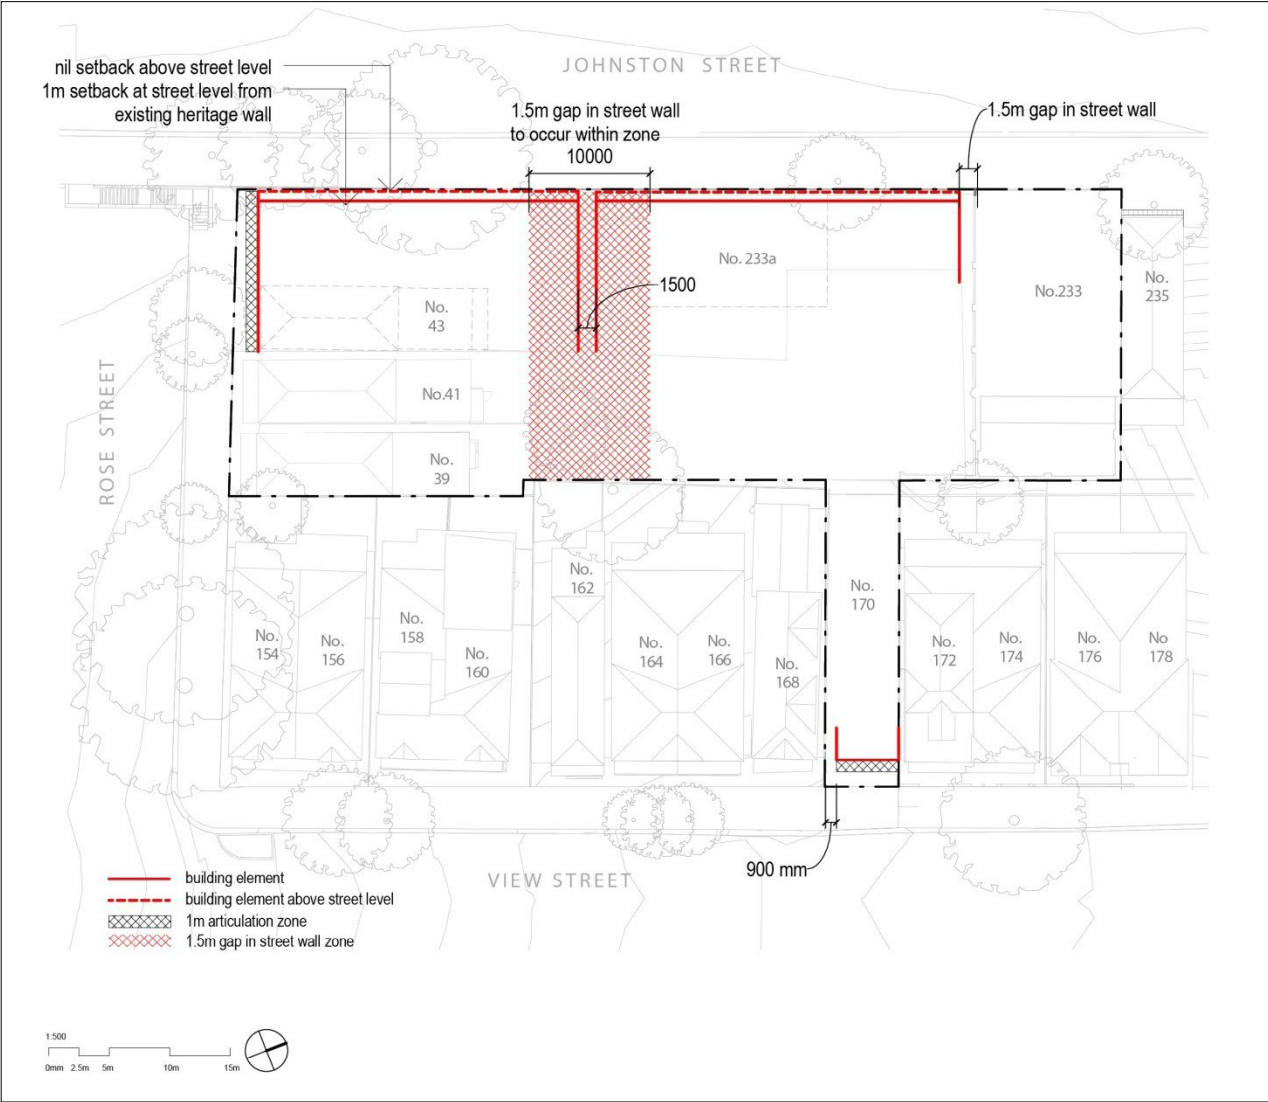 JOHNSTON STREET
nil setback above street level
1m setback at street level from
existing heritage wall
1.5m gap in street wall
to occur within zone
10000
1.5m gap in street wall
No. 233a
1500
No.233
No.
235
No.
43
No.41
No.
39
ROSE STREET
No.
154
No.
156
No.
158
No.
160
No.
162
No.
164
No.
166
No.
168
No.
170
No.
172
No.
174
No.
176
No
178
900 mm
VIEW STREET
building element
building element above street level
1m articulation zone
1.5m gap in street wall zone
1:500
0mm 2.5m 5m 10m 15m